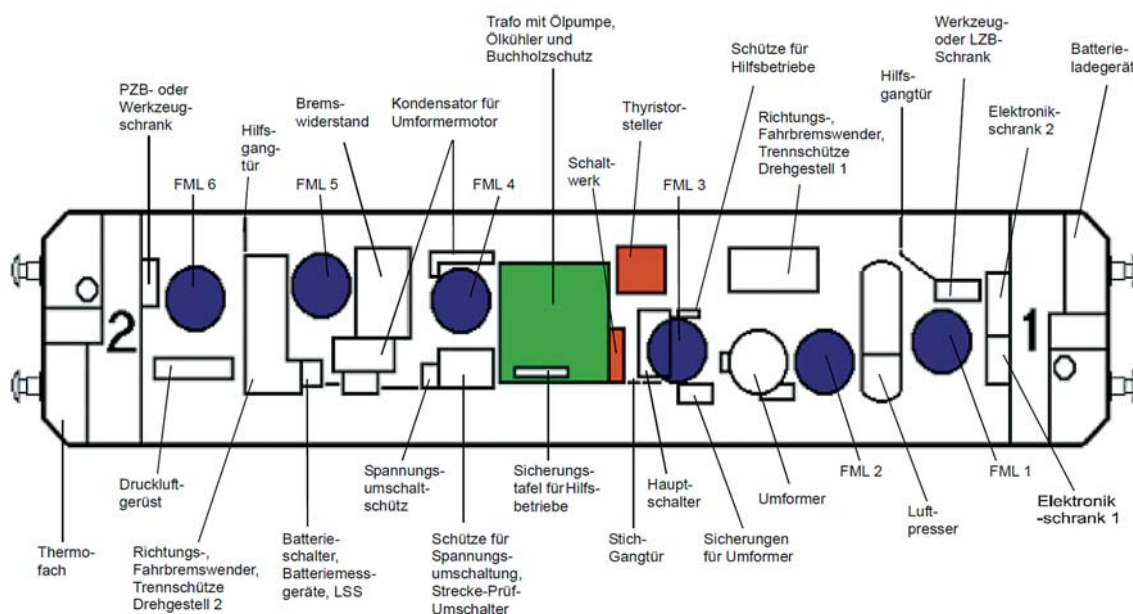 Trafo mit Ölpumpe,
Ölkühler und
Buchholzschutz
Werkzeug-
oder LZB-
Schrank
Schütze für
Hilfsbetriebe
Batterie-
ladegerät
PZB- oder
Werkzeug-
schrank
Brems-
widerstand
Kondensator für
Umformermotor
Thyristor-
steller
Hilfs-
gangtür
Elektronik-
schrank 2
Hilfs-
gang-
tür
Richtungs-,
Fahrbremswender,
Trennschütze
Drehgestell 1
Schalt-
werk
FML 6
FML 5
FML 4
FML 3
2
1
Druckluft-
gerüst
Spannungs-
umschalt-
schütz
Sicherungs-
tafel für Hilfs-
betriebe
Haupt-
schalter
Umformer
FML 2
FML 1
Luft-
presser
Elektronik
-schrank 1
Thermo-
fach
Richtungs-,
Fahrbremswender,
Trennschütze
Drehgestell 2
Batterie-
schalter,
Batteriemess-
geräte, LSS
Schütze für
Spannungs-
umschaltung,
Strecke-Prüf-
Umschalter
Stich-
Gangtür
Sicherungen
für Umformer